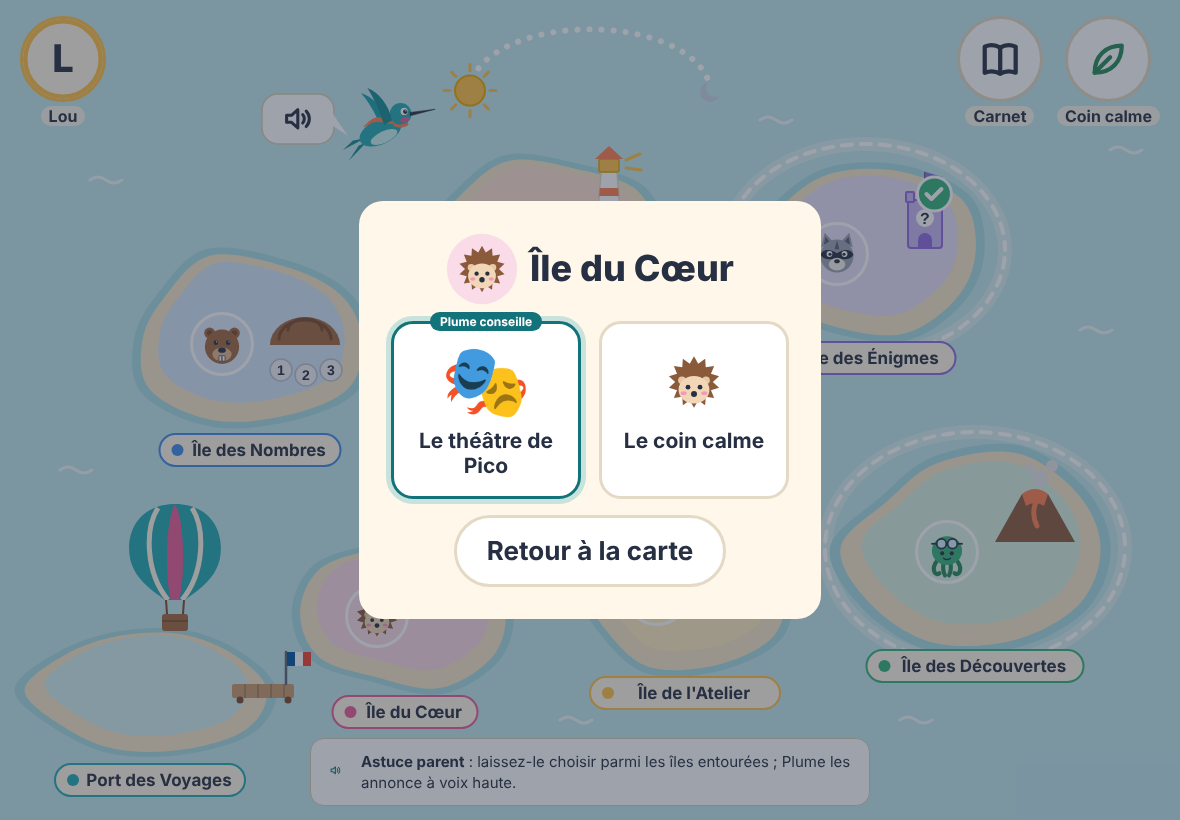 L
Lou
Carnet
Coin calme
?
Île du Cœur
Plume conseille
Le théâtre de
Pico
Le coin calme
Retour à la carte
1
2
3
Île des Nombres
e des Énigmes
Île des Découvertes
Île de l'Atelier
Île du Cœur
Port des Voyages
Astuce parent : laissez-le choisir parmi les îles entourées ; Plume les
annonce à voix haute.